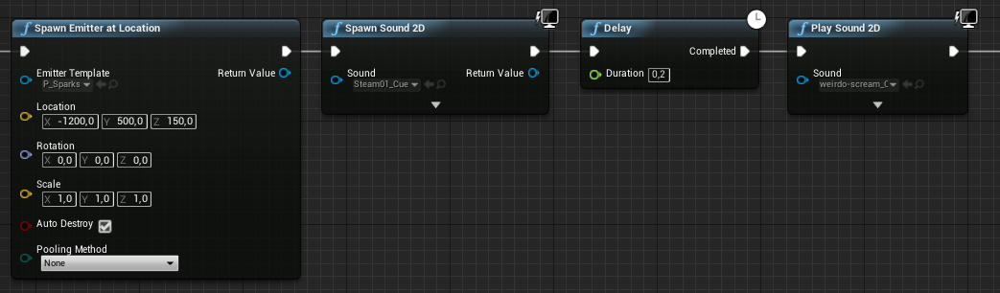 Spawn Emitter at Location
Emitter Template
Return Value
P_Sparks
Location
X -1200,0 Y 500,0 Z 150,0
Rotation
X 0,0 Y 0,0 Z 0,0
Scale
X 1,0 Y 1,0 Z 1,0
Auto Destroy
Pooling Method
None
Spawn Sound 2D
Sound
Return Value
Steam01_Cue
Delay
Completed
Duration 0,2
Play Sound 2D
Sound
weirdo-scream_C